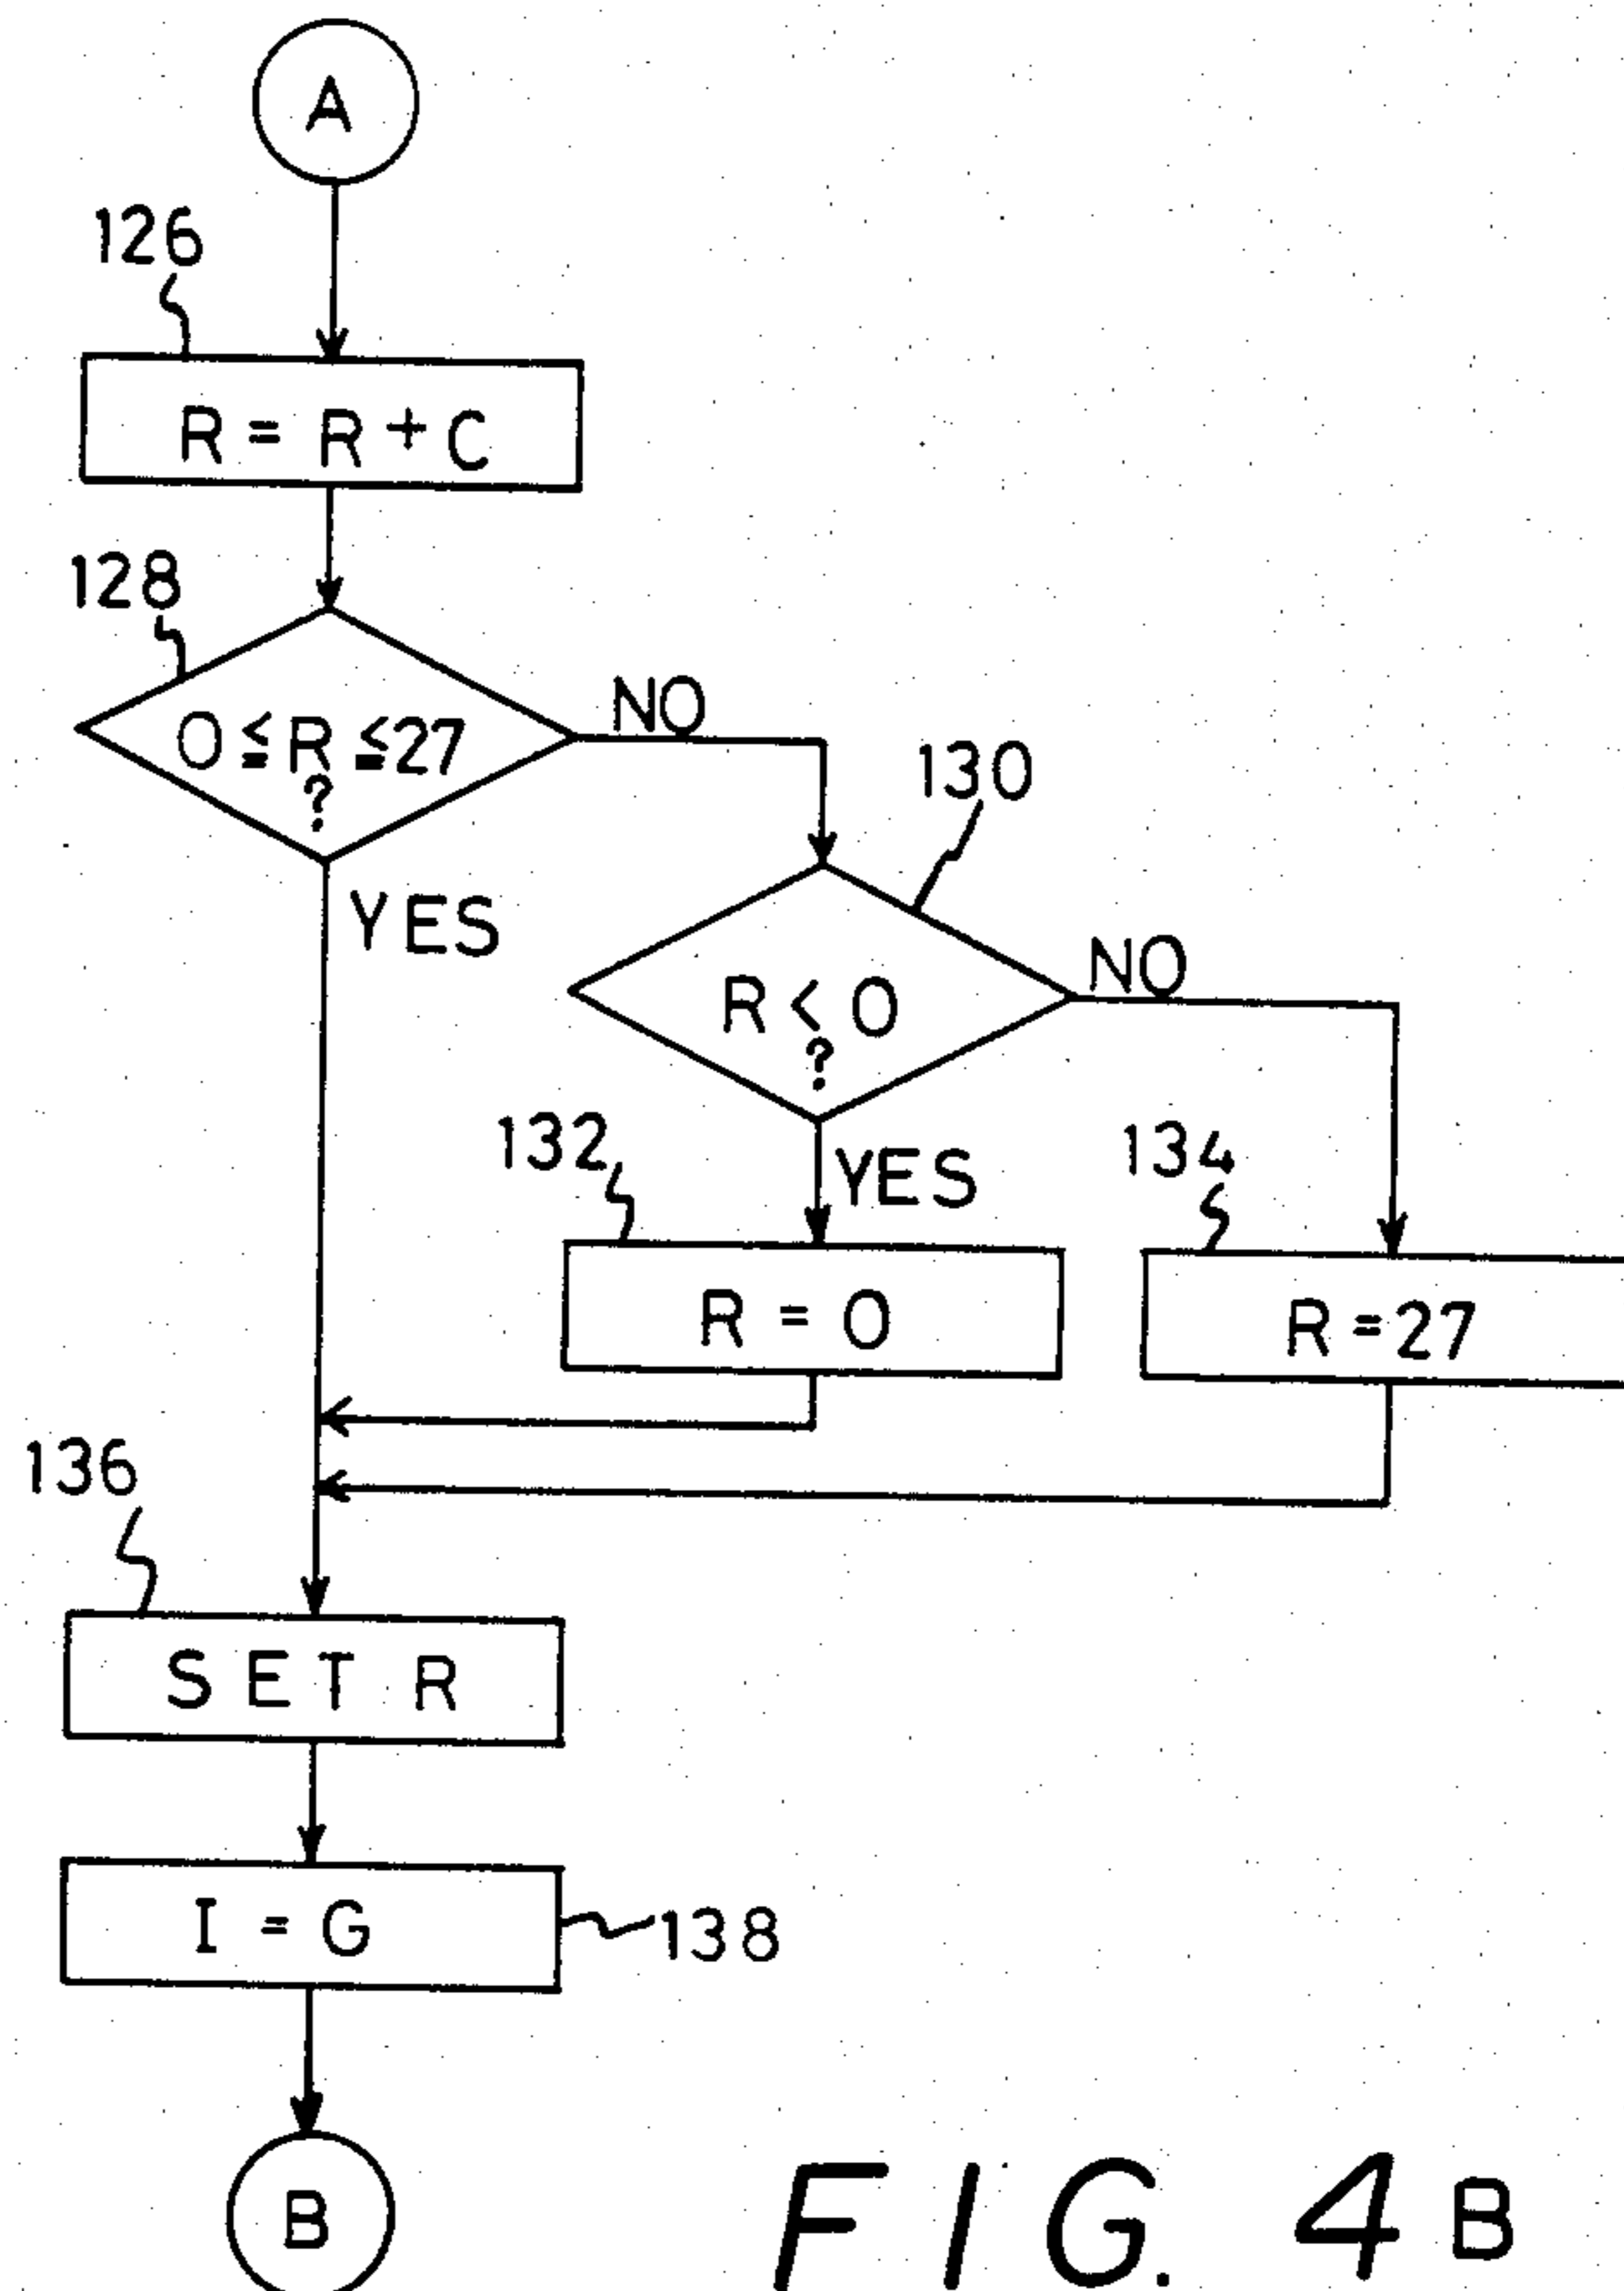 A
126
R = R + C
128
0 ≦ R ≦ 27
?
NO
YES
130
R < 0
?
NO
YES
132
R = 0
134
R = 27
136
SET R
I = G
138
B
FIG. 4B